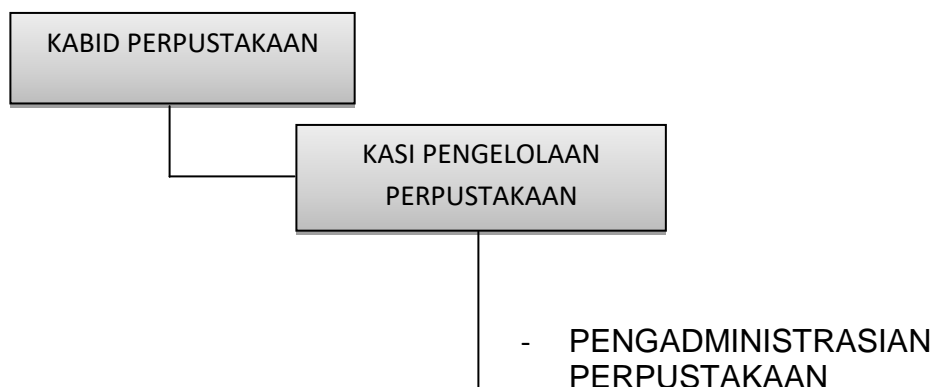 KABID PERPUSTAKAAN
KASI PENGELOLAAN
PERPUSTAKAAN
- PENGADMINISTRASIAN
PERPUSTAKAAN